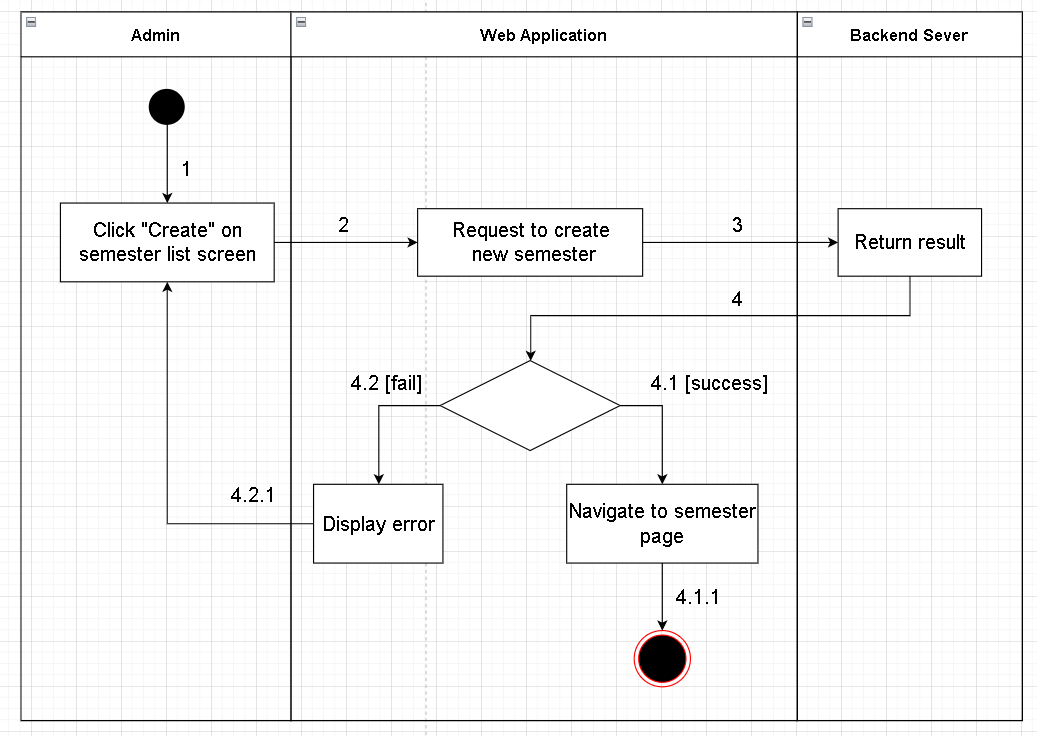 Admin
Web Application
Backend Sever
1
Click "Create" on
semester list screen
2
Request to create
new semester
3
Return result
4
4.2 [fail]
4.1 [success]
4.2.1
Display error
Navigate to semester
page
4.1.1